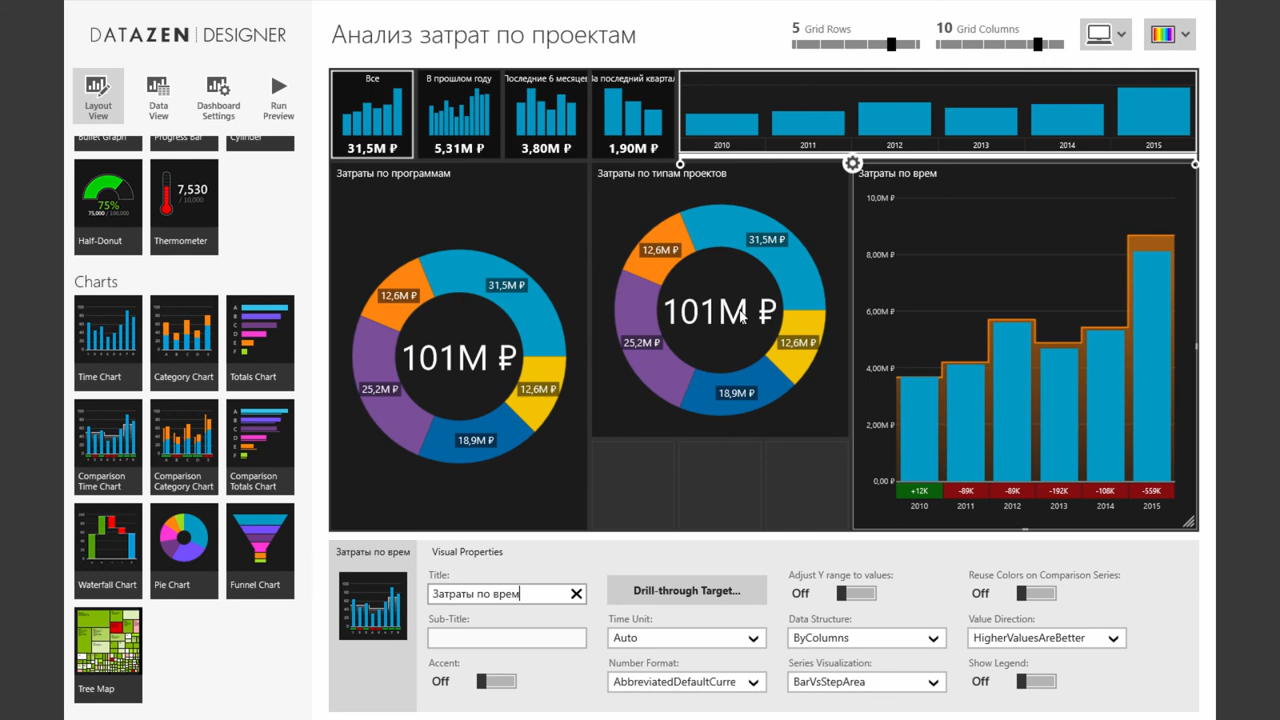 DATAZEN | DESIGNER
Анализ затрат по проектам
5 Grid Rows
10 Grid Columns
Layout View
Data View
Dashboard Settings
Run Preview
Bullet Graph
Progress Bar
Cylinder
75%
75,000 / 100,000
Half-Donut
7,530
/ 10,000
Thermometer
Charts
Time Chart
Category Chart
Totals Chart
Comparison Time Chart
Comparison Category Chart
Comparison Totals Chart
Waterfall Chart
Pie Chart
Funnel Chart
Tree Map
Все
31,5M ₽
В прошлом году
5,31M ₽
Последние 6 месяцев
3,80M ₽
За последний квартал
1,90M ₽
2010 2011 2012 2013 2014 2015
Затраты по программам
31,5M ₽
12,6M ₽
101M ₽
25,2M ₽
12,6M ₽
18,9M ₽
Затраты по типам проектов
31,5M ₽
12,6M ₽
101M ₽
25,2M ₽
12,6M ₽
18,9M ₽
Затраты по врем
10,0M ₽
8,00M ₽
6,00M ₽
4,00M ₽
2,00M ₽
0,00 ₽
+12K -89K -89K -192K -108K -559K
2010 2011 2012 2013 2014 2015
Затраты по врем
Visual Properties
Title:
Затраты по врем
Sub-Title:
Accent:
Off
Drill-through Target...
Time Unit:
Auto
Number Format:
AbbreviatedDefaultCurre
Adjust Y range to values:
Off
Data Structure:
ByColumns
Series Visualization:
BarVsStepArea
Reuse Colors on Comparison Series:
Off
Value Direction:
HigherValuesAreBetter
Show Legend:
Off